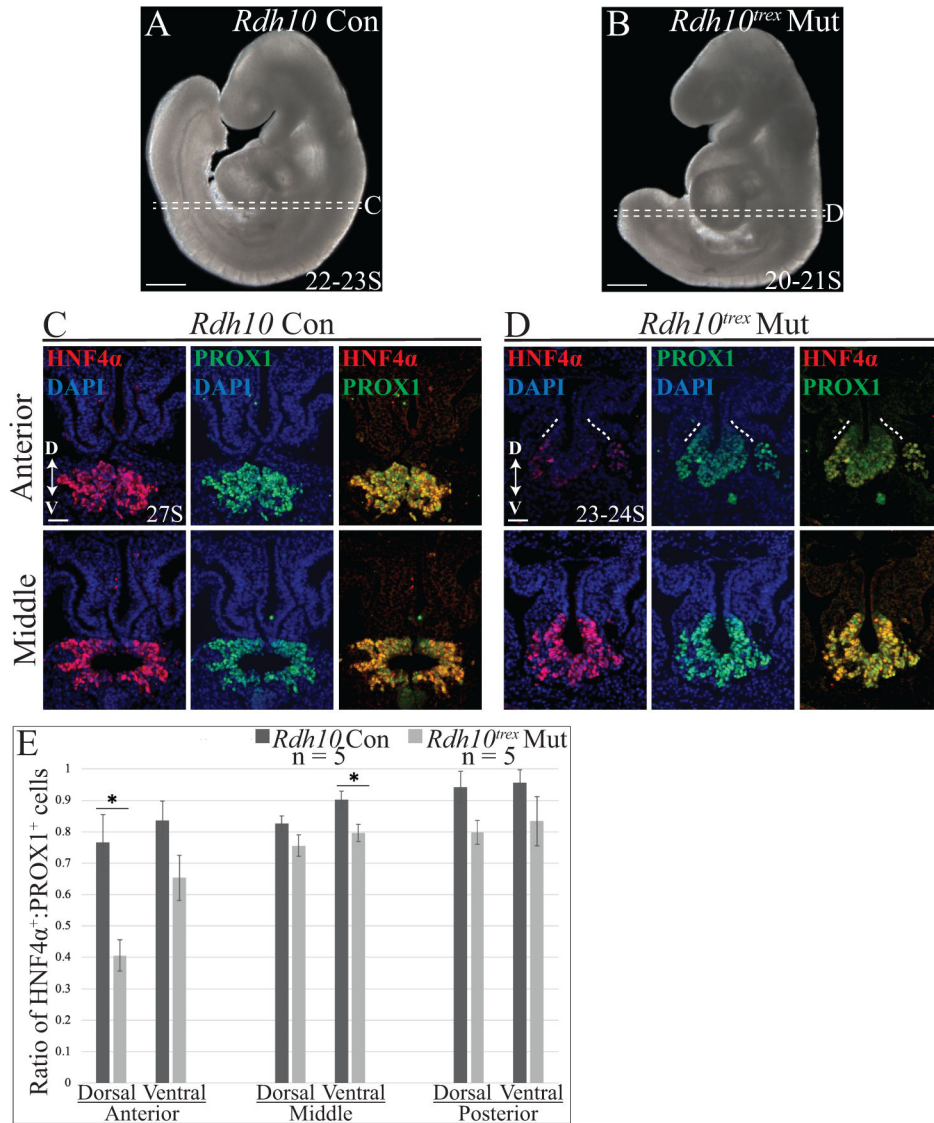 A Rdh10 Con
C
22-23S
B Rdh10trex Mut
D
20-21S
C Rdh10 Con
HNF4α PROX1 HNF4α
DAPI DAPI PROX1
Anterior
D
V
27S
Middle
D Rdh10trex Mut
HNF4α PROX1 HNF4α
DAPI DAPI PROX1
D
V
23-24S
E
Rdh10 Con Rdh10trex Mut
n = 5 n = 5
Ratio of HNF4α+:PROX1+ cells
1
0.9
0.8
0.7
0.6
0.5
0.4
0.3
0.2
0.1
0
*
*
Dorsal Ventral Dorsal Ventral Dorsal Ventral
Anterior Middle Posterior